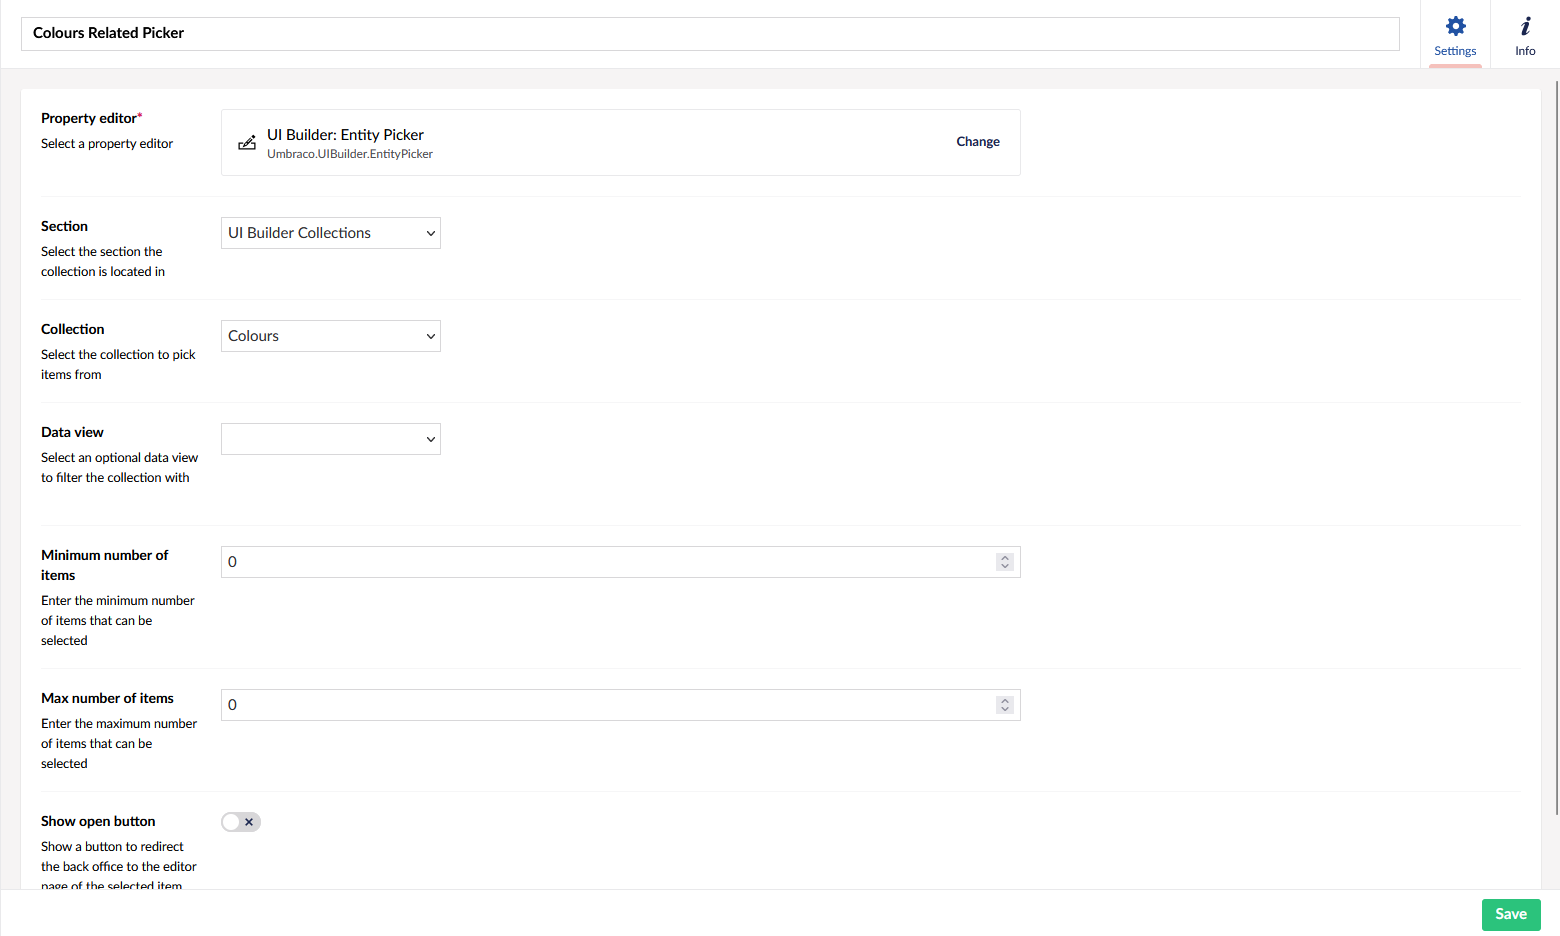 Colours Related Picker
Settings
Info
Property editor*
Select a property editor
UI Builder: Entity Picker
Umbraco.UIBuilder.EntityPicker
Change
Section
Select the section the
collection is located in
UI Builder Collections
Collection
Select the collection to pick
items from
Colours
Data view
Select an optional data view
to filter the collection with
Minimum number of
items
Enter the minimum number
of items that can be
selected
0
Max number of items
Enter the maximum number
of items that can be
selected
0
Show open button
Show a button to redirect
the back office to the editor
page of the selected item
Save